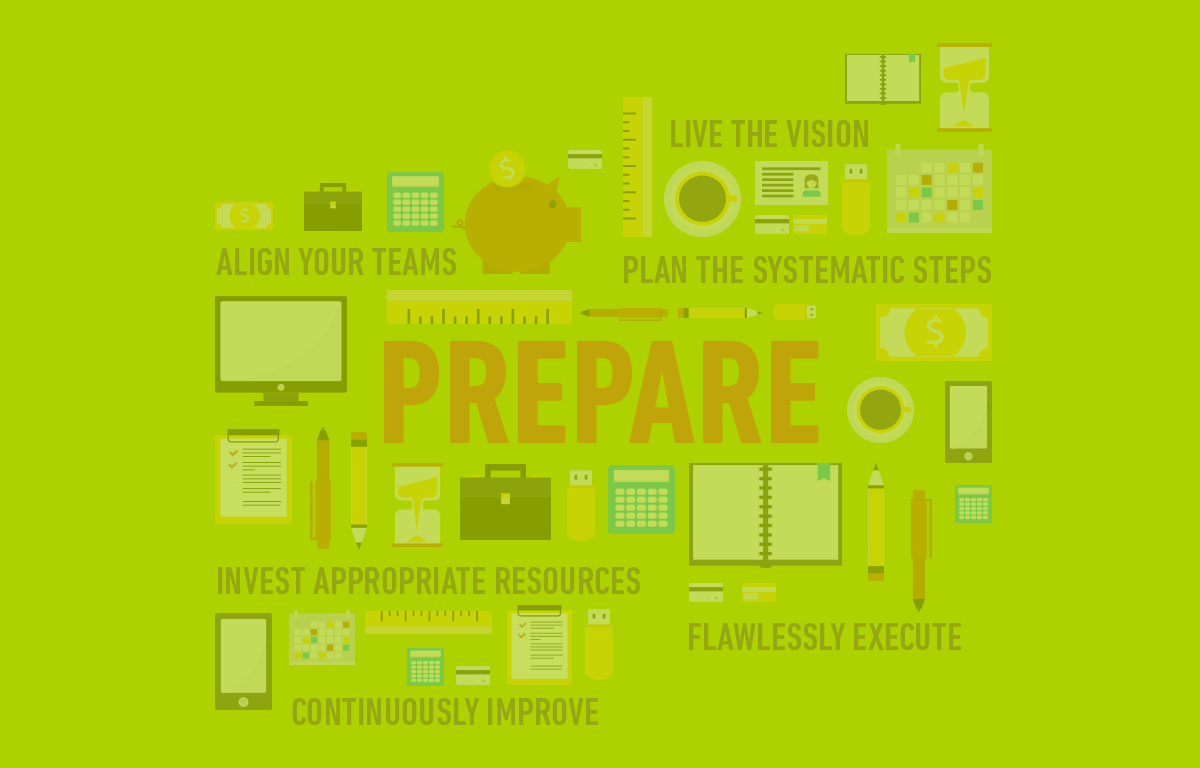 LIVE THE VISION
ALIGN YOUR TEAMS
PLAN THE SYSTEMATIC STEPS
PREPARE
INVEST APPROPRIATE RESOURCES
FLAWLESSLY EXECUTE
CONTINUOUSLY IMPROVE